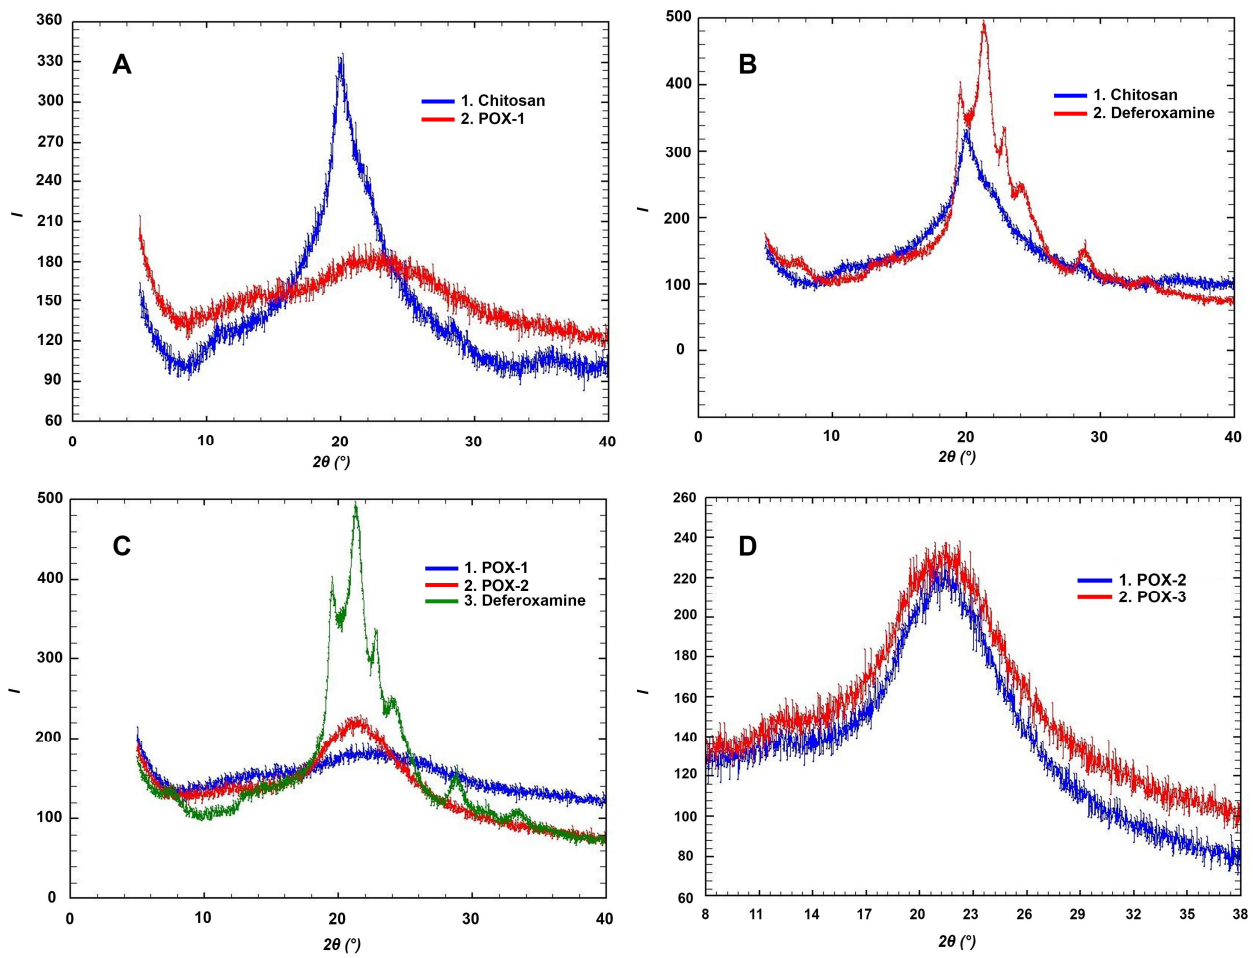 A
360
330
300
270
240
210
180
150
120
90
60
I
1. Chitosan
2. POX-1
0
10
20
30
40
2θ (°)
B
500
400
300
200
100
0
I
1. Chitosan
2. Deferoxamine
0
10
20
30
40
2θ (°)
C
500
400
300
200
100
0
I
1. POX-1
2. POX-2
3. Deferoxamine
0
10
20
30
40
2θ (°)
D
260
240
220
200
180
160
140
120
100
80
60
I
1. POX-2
2. POX-3
8
11
14
17
20
23
26
29
32
35
38
2θ (°)